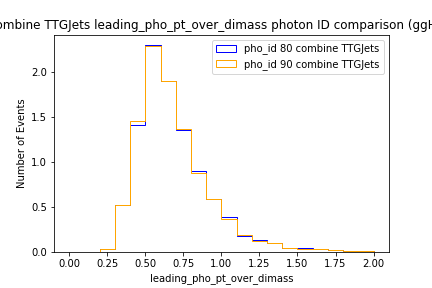 ombine TTGJets leading_pho_pt_over_dimass photon ID comparison (ggH
pho_id 80 combine TTGJets
pho_id 90 combine TTGJets
Number of Events
2.0
1.5
1.0
0.5
0.0
0.00 0.25 0.50 0.75 1.00 1.25 1.50 1.75 2.00
leading_pho_pt_over_dimass